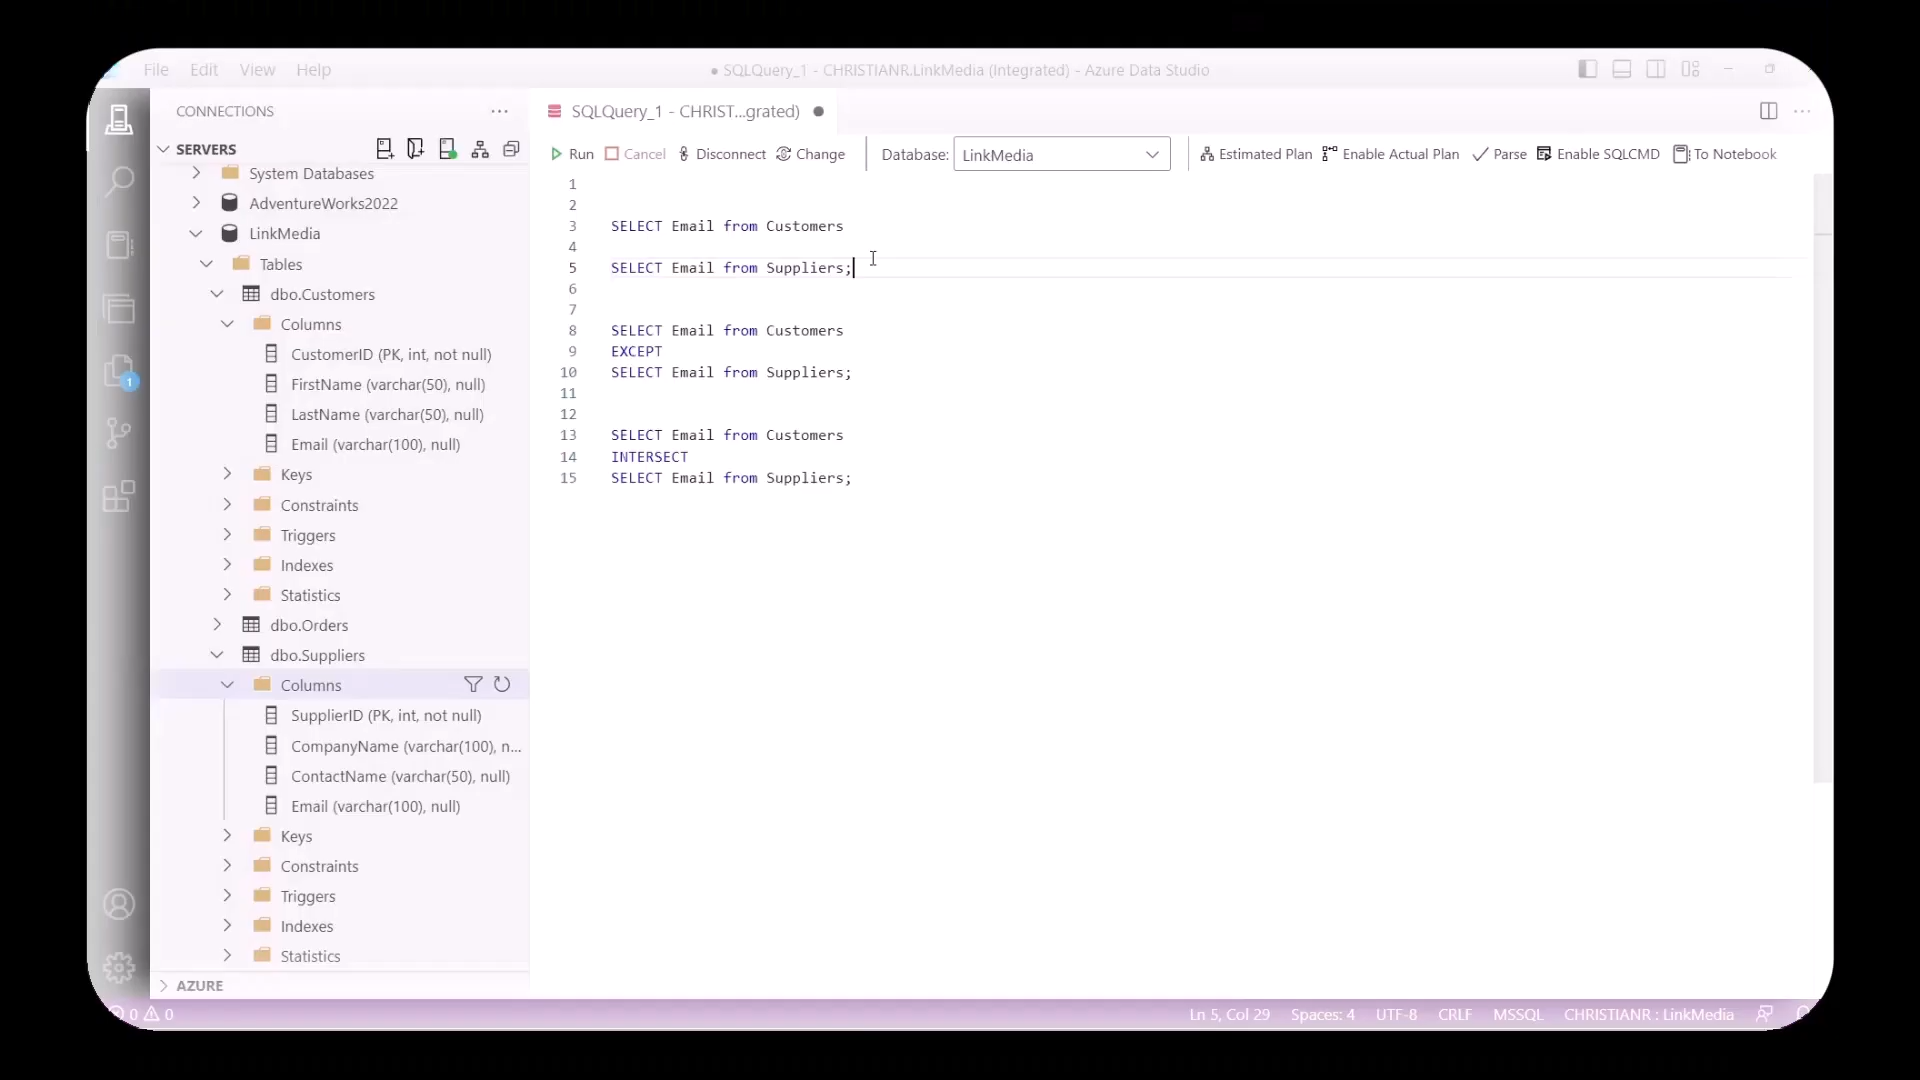 File Edit View Help
● SQLQuery_1 - CHRISTIANR.LinkMedia (Integrated) - Azure Data Studio
CONNECTIONS
SQLQuery_1 - CHRIST...grated) ●
SERVERS
Run Cancel Disconnect Change Database: LinkMedia Estimated Plan Enable Actual Plan Parse Enable SQLCMD To Notebook
System Databases
AdventureWorks2022
LinkMedia
Tables
dbo.Customers
Columns
CustomerID (PK, int, not null)
FirstName (varchar(50), null)
LastName (varchar(50), null)
Email (varchar(100), null)
Keys
Constraints
Triggers
Indexes
Statistics
dbo.Orders
dbo.Suppliers
Columns
SupplierID (PK, int, not null)
CompanyName (varchar(100), n...
ContactName (varchar(50), null)
Email (varchar(100), null)
Keys
Constraints
Triggers
Indexes
Statistics
AZURE
1
1
2
3 SELECT Email from Customers
4
5 SELECT Email from Suppliers;
6
7
8 SELECT Email from Customers
9 EXCEPT
10 SELECT Email from Suppliers;
11
12
13 SELECT Email from Customers
14 INTERSECT
15 SELECT Email from Suppliers;
0 0
Ln 5, Col 29 Spaces: 4 UTF-8 CRLF MSSQL CHRISTIANR : LinkMedia